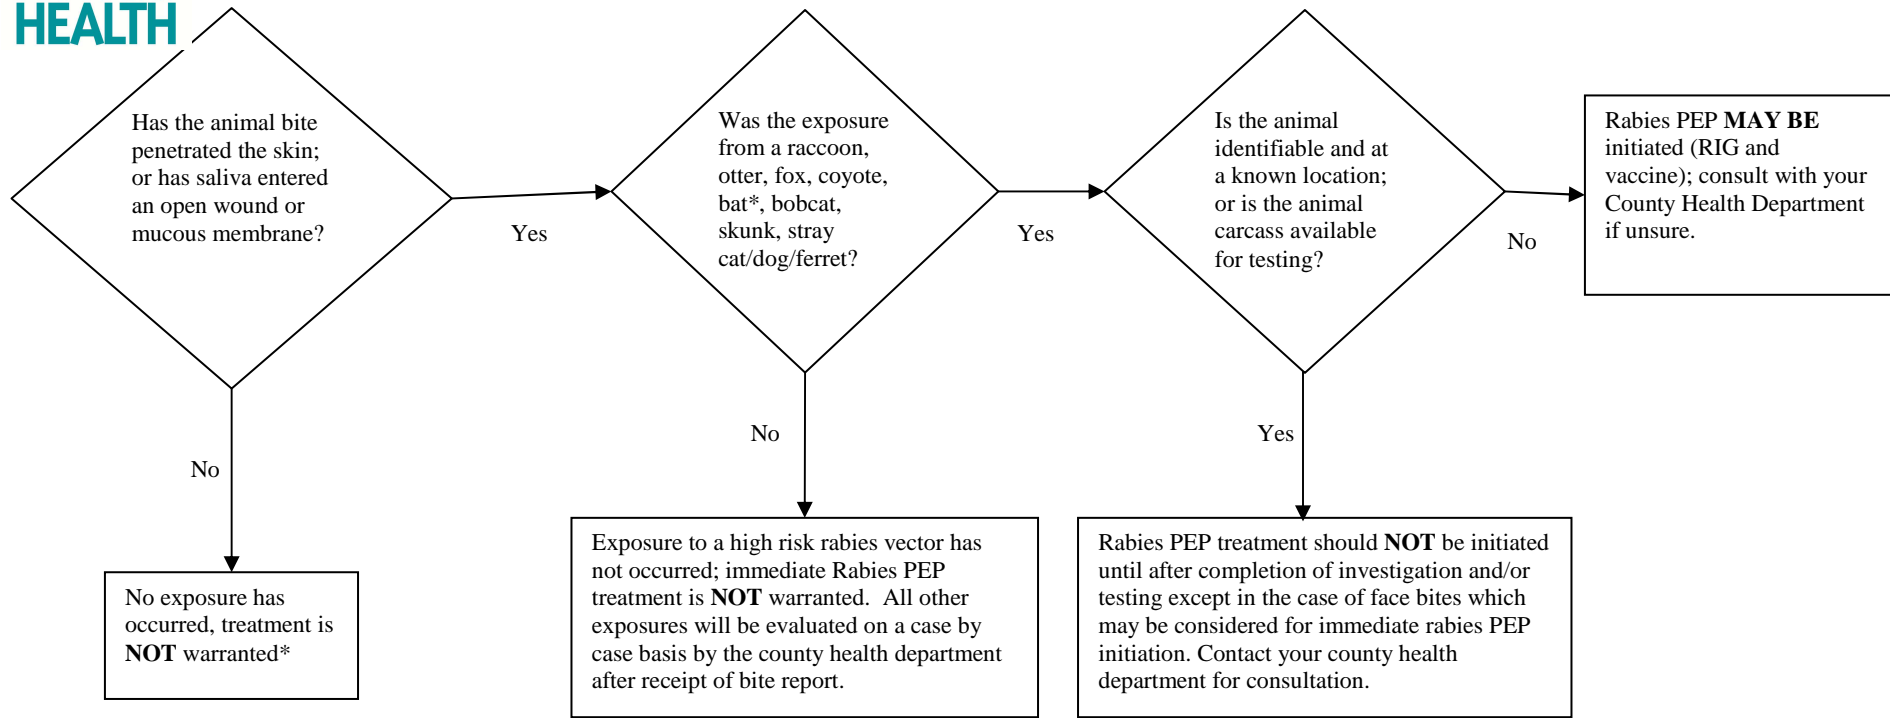 HEALTH
Has the animal bite
penetrated the skin;
or has saliva entered
an open wound or
mucous membrane?
Yes
No
No exposure has
occurred, treatment is
NOT warranted*
Was the exposure
from a raccoon,
otter, fox, coyote,
bat*, bobcat,
skunk, stray
cat/dog/ferret?
Yes
No
Exposure to a high risk rabies vector has
not occurred; immediate Rabies PEP
treatment is NOT warranted.  All other
exposures will be evaluated on a case by
case basis by the county health department
after receipt of bite report.
Is the animal
identifiable and at
a known location;
or is the animal
carcass available
for testing?
No
Yes
Rabies PEP treatment should NOT be initiated
until after completion of investigation and/or
testing except in the case of face bites which
may be considered for immediate rabies PEP
initiation. Contact your county health
department for consultation.
Rabies PEP MAY BE
initiated (RIG and
vaccine); consult with your
County Health Department
if unsure.